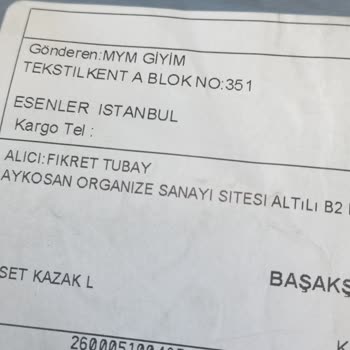 Gönderen:MYM GİYİM
TEKSTILKENT A BLOK NO:351
ESENLER ISTANBUL
Kargo Tel :
ALICI:FIKRET TUBAY
AYKOSAN ORGANIZE SANAYI SITESI ALTILI B2
SET KAZAK L